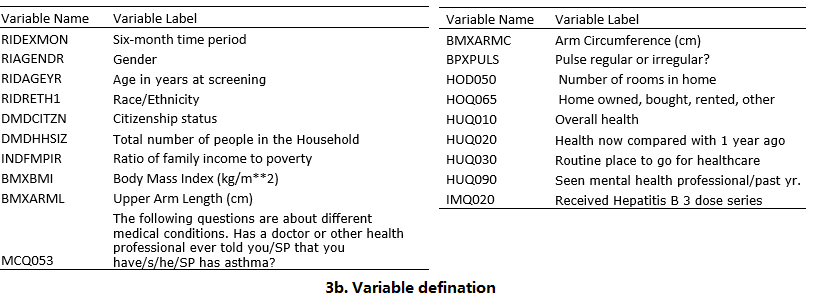 Variable Name Variable Label
RIDEXMON Six-month time period
RIAGENDR Gender
RIDAGEYR Age in years at screening
RIDRETH1 Race/Ethnicity
DMDCITZN Citizenship status
DMDHHSIZ Total number of people in the Household
INDFMPIR Ratio of family income to poverty
BMXBMI Body Mass Index (kg/m**2)
BMXARML Upper Arm Length (cm)
The following questions are about different
medical conditions. Has a doctor or other health
professional ever told you/SP that you
MCQ053 have/s/he/SP has asthma?
Variable Name Variable Label
BMXARMC Arm Circumference (cm)
BPXPULS Pulse regular or irregular?
HOD050 Number of rooms in home
HOQ065 Home owned, bought, rented, other
HUQ010 Overall health
HUQ020 Health now compared with 1 year ago
HUQ030 Routine place to go for healthcare
HUQ090 Seen mental health professional/past yr.
IMQ020 Received Hepatitis B 3 dose series
3b. Variable defination